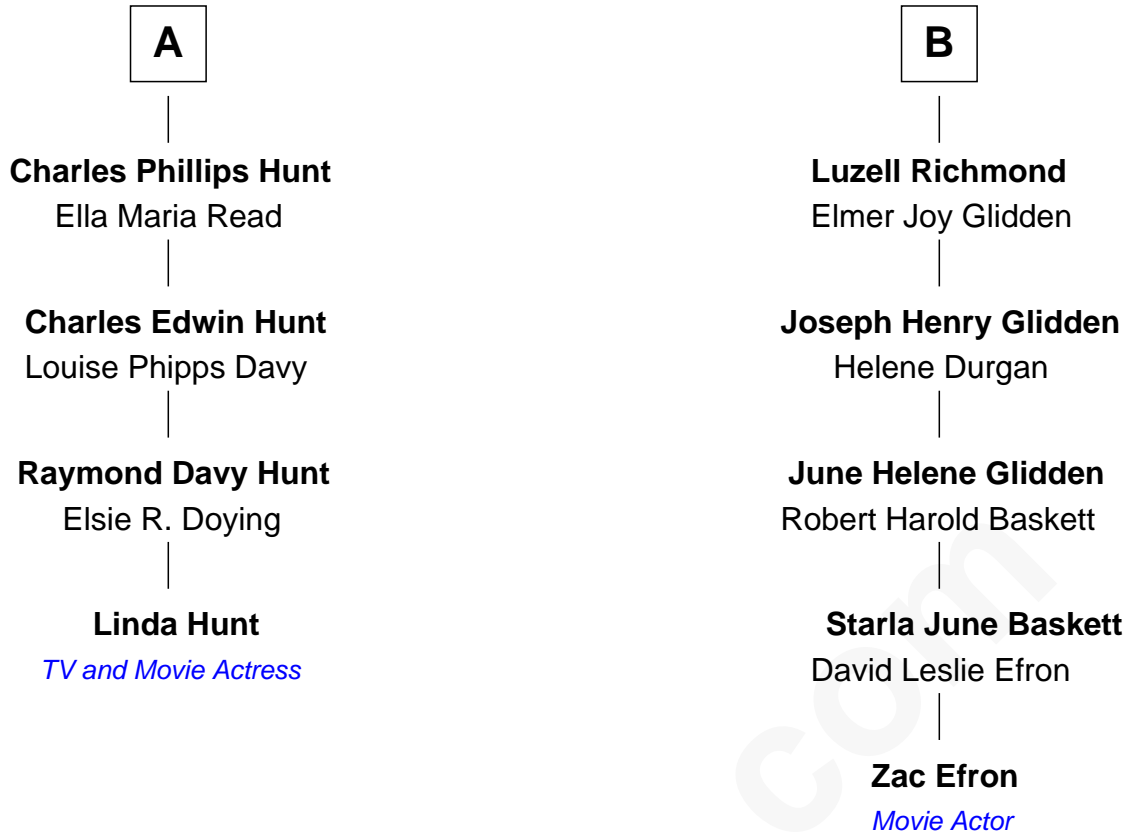 A
Charles Phillips Hunt
Ella Maria Read
Charles Edwin Hunt
Louise Phipps Davy
Raymond Davy Hunt
Elsie R. Doying
Linda Hunt
TV and Movie Actress
B
Luzell Richmond
Elmer Joy Glidden
Joseph Henry Glidden
Helene Durgan
June Helene Glidden
Robert Harold Baskett
Starla June Baskett
David Leslie Efron
Zac Efron
Movie Actor
com